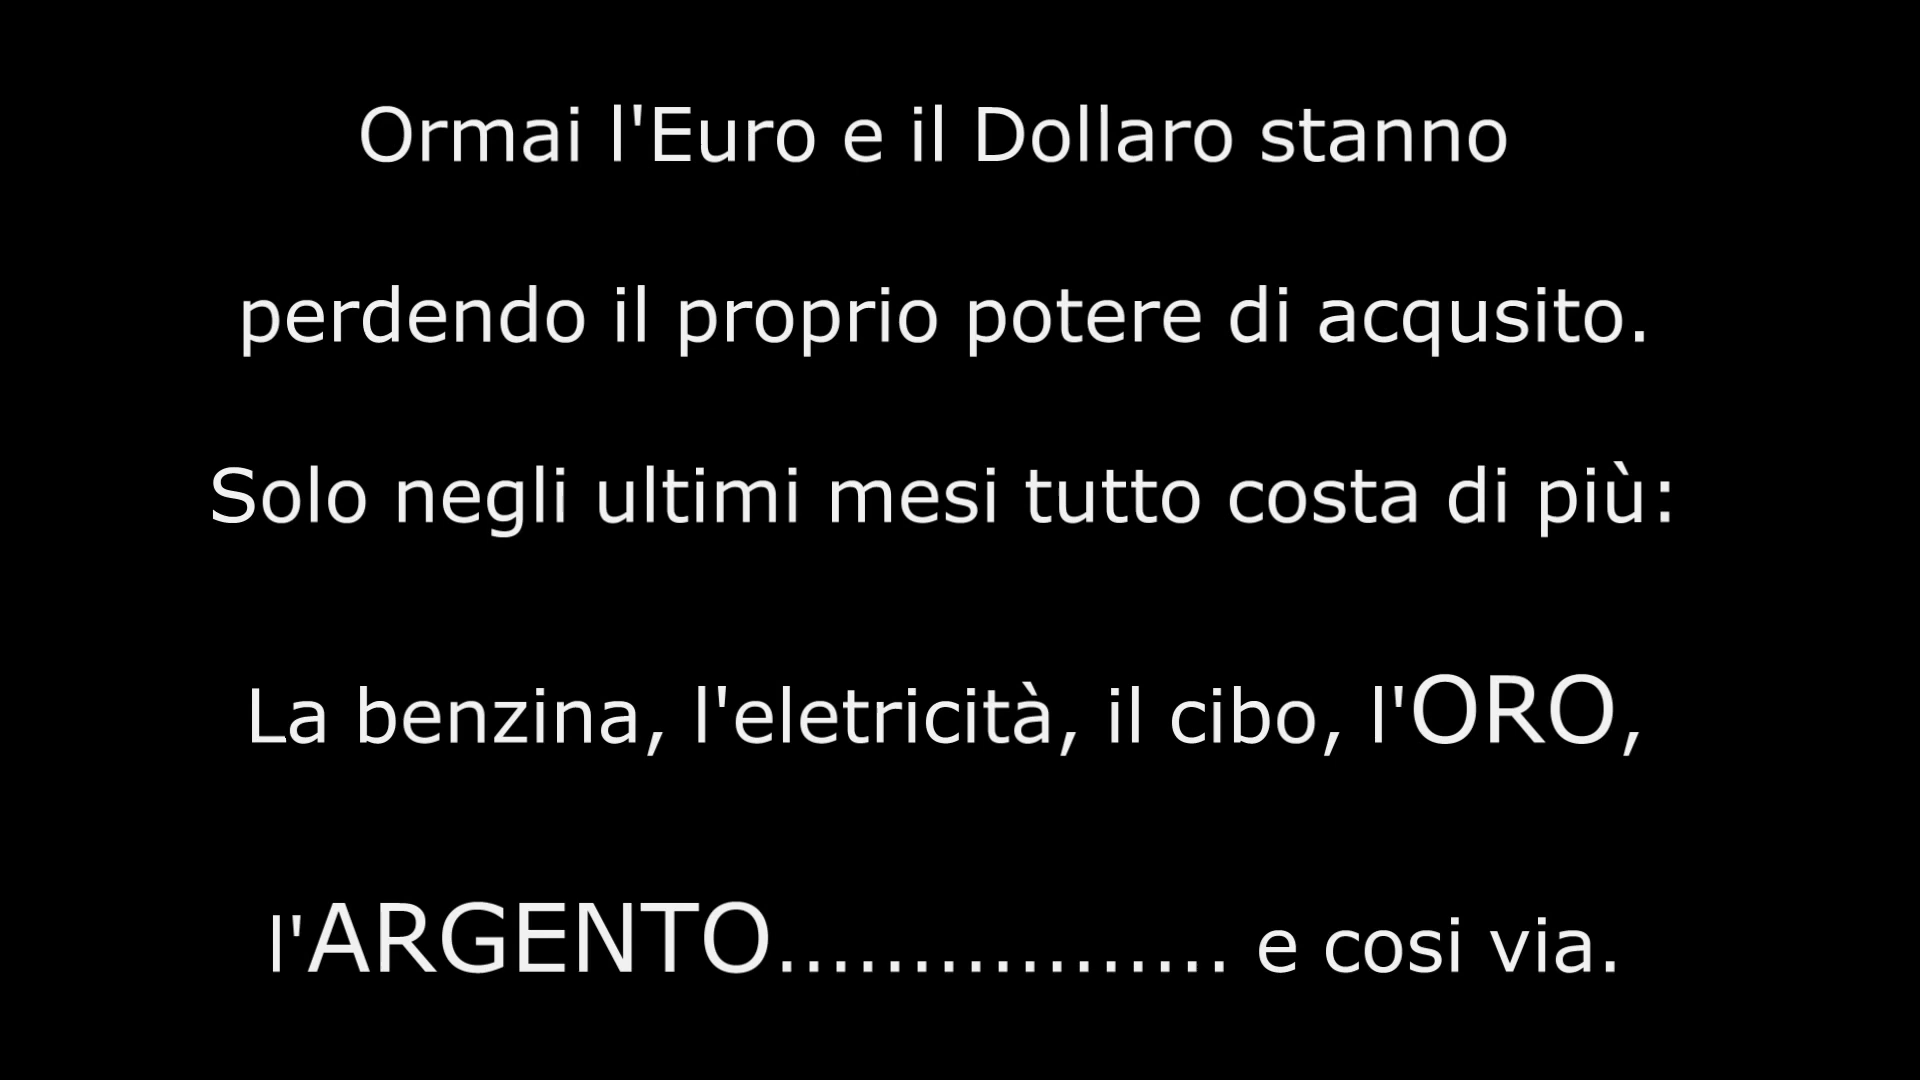 Ormai l'Euro e il Dollaro stanno
perdendo il proprio potere di acqusito.
Solo negli ultimi mesi tutto costa di più:
La benzina, l'eletricità, il cibo, l'ORO,
l'ARGENTO................. e cosi via.